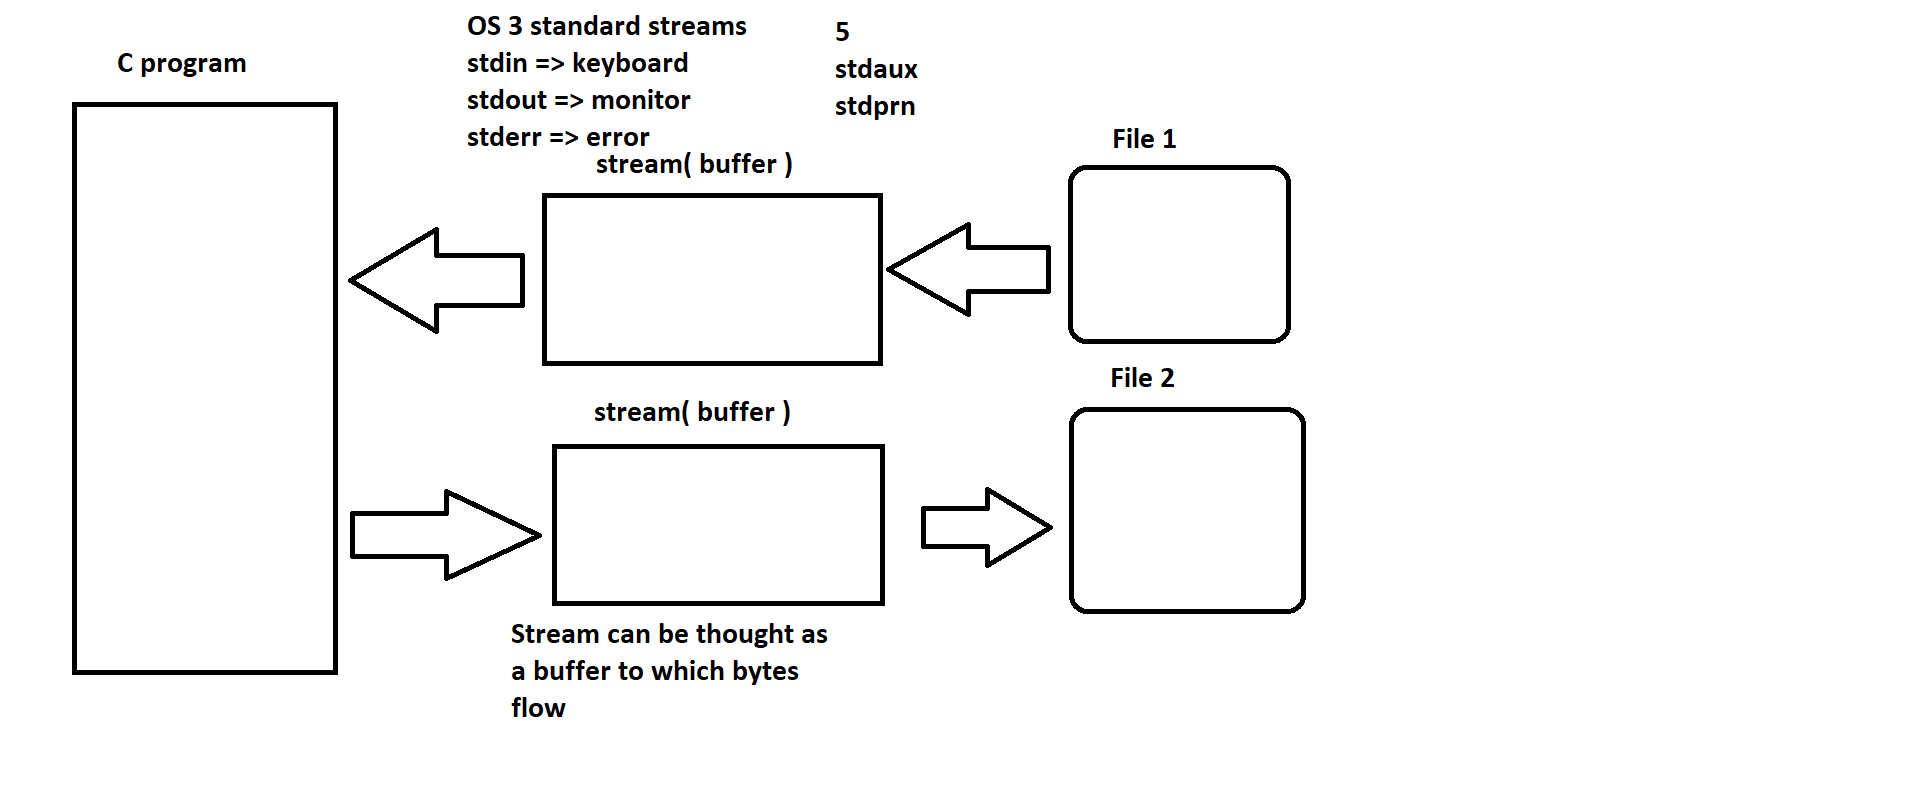 C program
OS 3 standard streams
stdin => keyboard
stdout => monitor
stderr => error
5
stdaux
stdprn
stream( buffer )
File 1
stream( buffer )
File 2
Stream can be thought as
a buffer to which bytes
flow